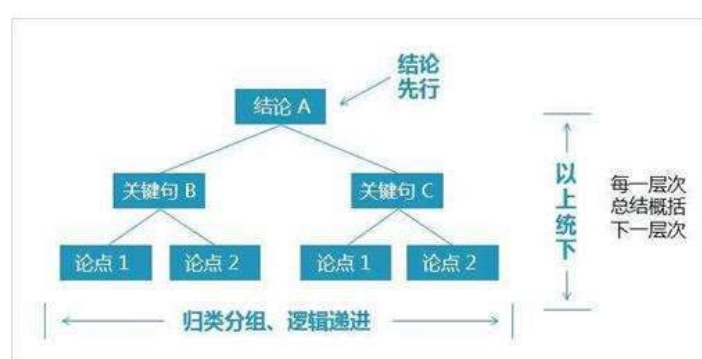 结论
先行
结论 A
关键句 B
关键句 C
论点 1
论点 2
论点 1
论点 2
以上统下
每一层次
总结概括
下一层次
归类分组、逻辑递进